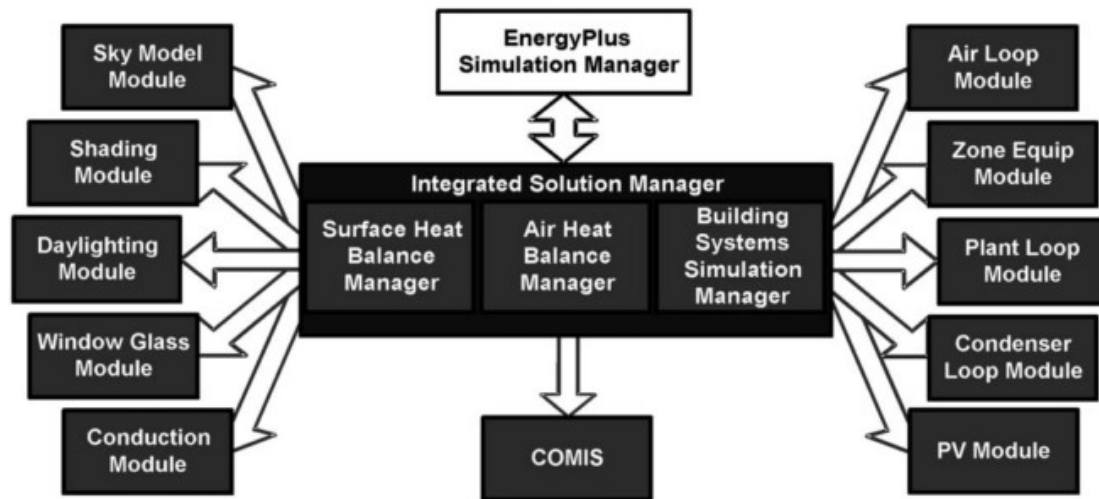 EnergyPlus
Simulation Manager
Sky Model
Module
Shading
Module
Daylighting
Module
Window Glass
Module
Conduction
Module
Integrated Solution Manager
Surface Heat
Balance
Manager
Air Heat
Balance
Manager
Building
Systems
Simulation
Manager
COMIS
Air Loop
Module
Zone Equip
Module
Plant Loop
Module
Condenser
Loop Module
PV Module